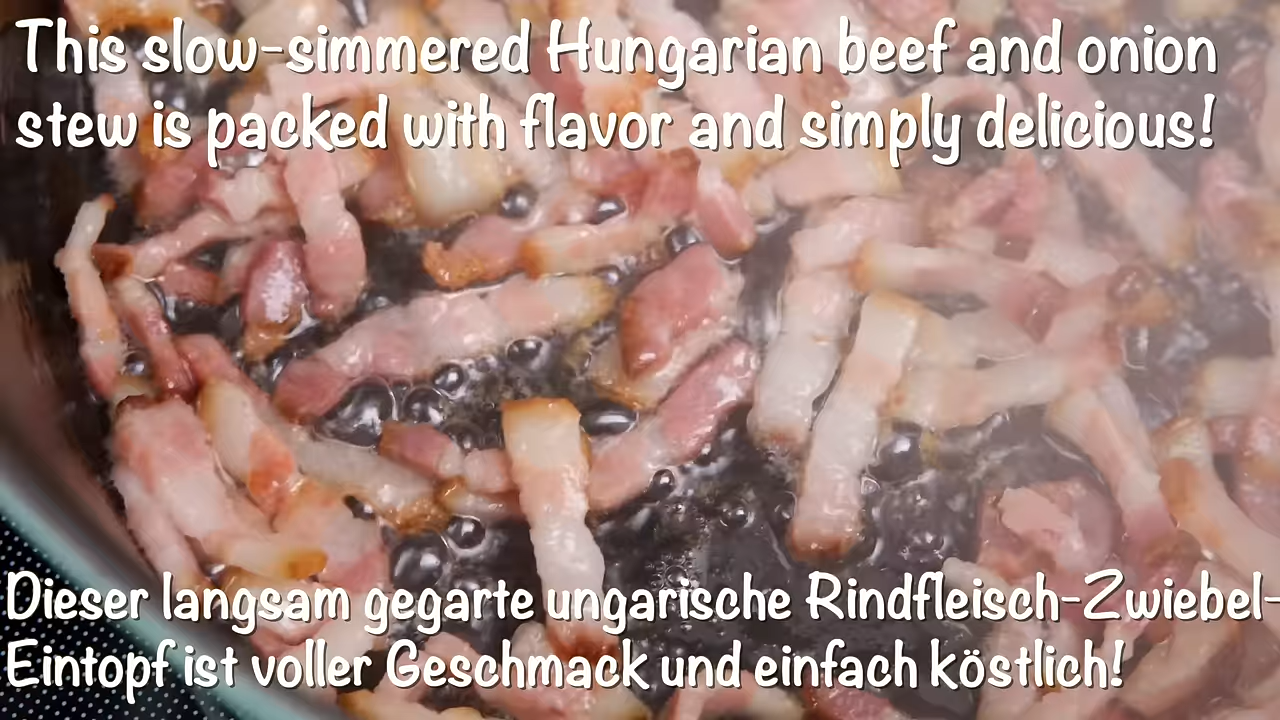 This slow-simmered Hungarian beef and onion
stew is packed with flavor and simply delicious!
Dieser langsam gegarte ungarische Rindfleisch-Zwiebel-
Eintopf ist voller Geschmack und einfach köstlich!